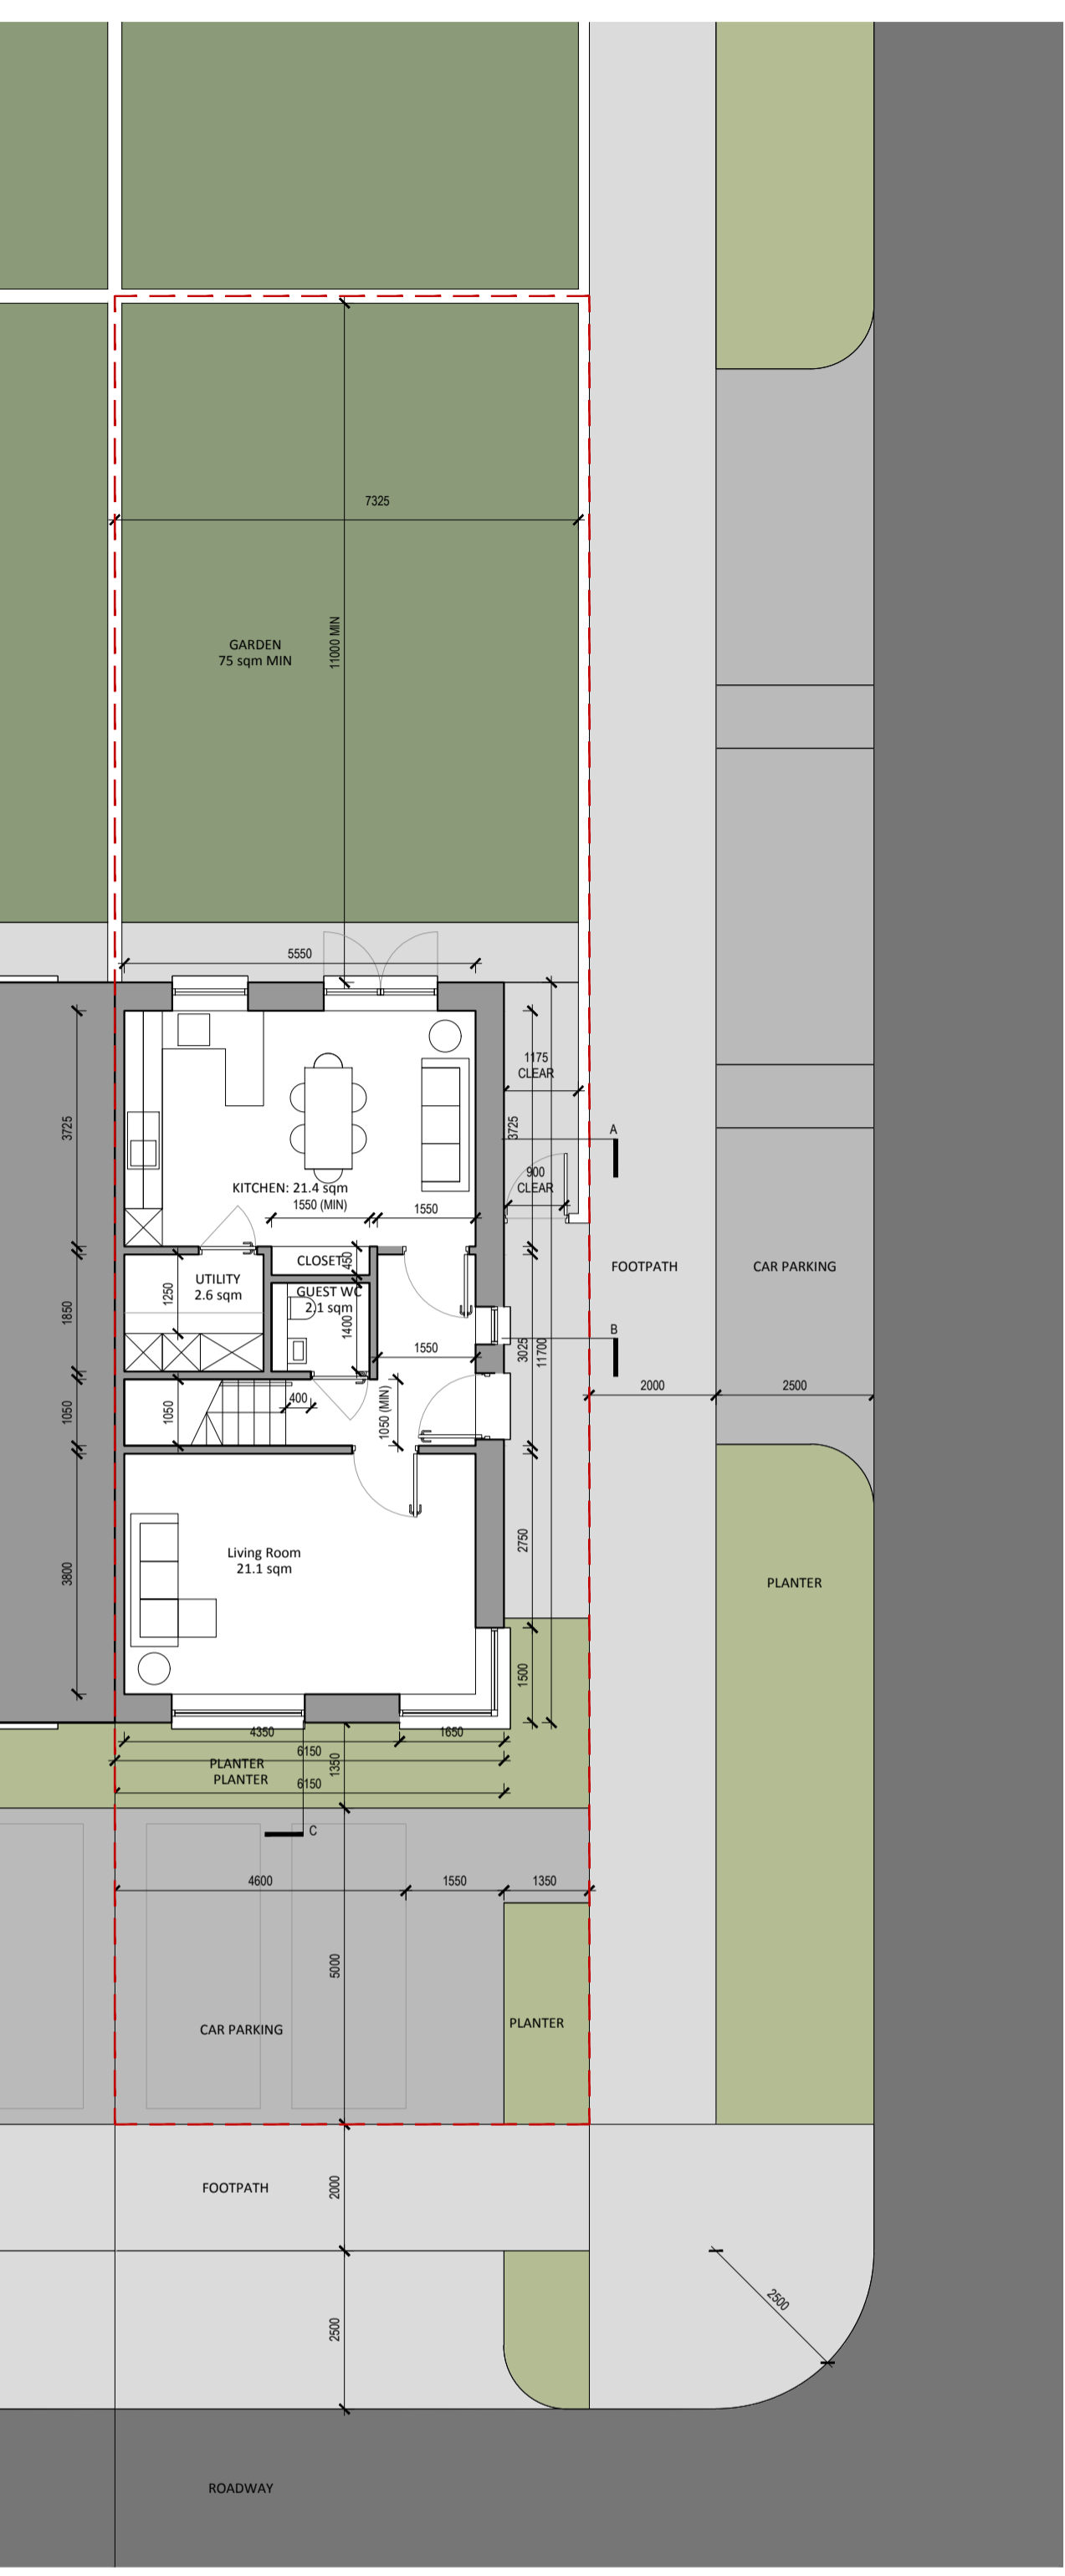 7325
11000 MIN
GARDEN
75 sqm MIN
5550
1175
CLEAR
3725
3725
A
900
CLEAR
KITCHEN: 21.4 sqm
1550 (MIN)
1550
CLOSET
450
FOOTPATH
CAR PARKING
UTILITY
2.6 sqm
1250
GUEST WC
2.1 sqm
1400
1850
B
1550
3025
11700
2000
2500
1050
1050
400
1050 (MIN)
Living Room
21.1 sqm
2750
3800
PLANTER
1500
4350
1650
6150
PLANTER
1350
PLANTER
6150
C
4600
1550
1350
5000
CAR PARKING
PLANTER
FOOTPATH
2000
2500
2500
ROADWAY